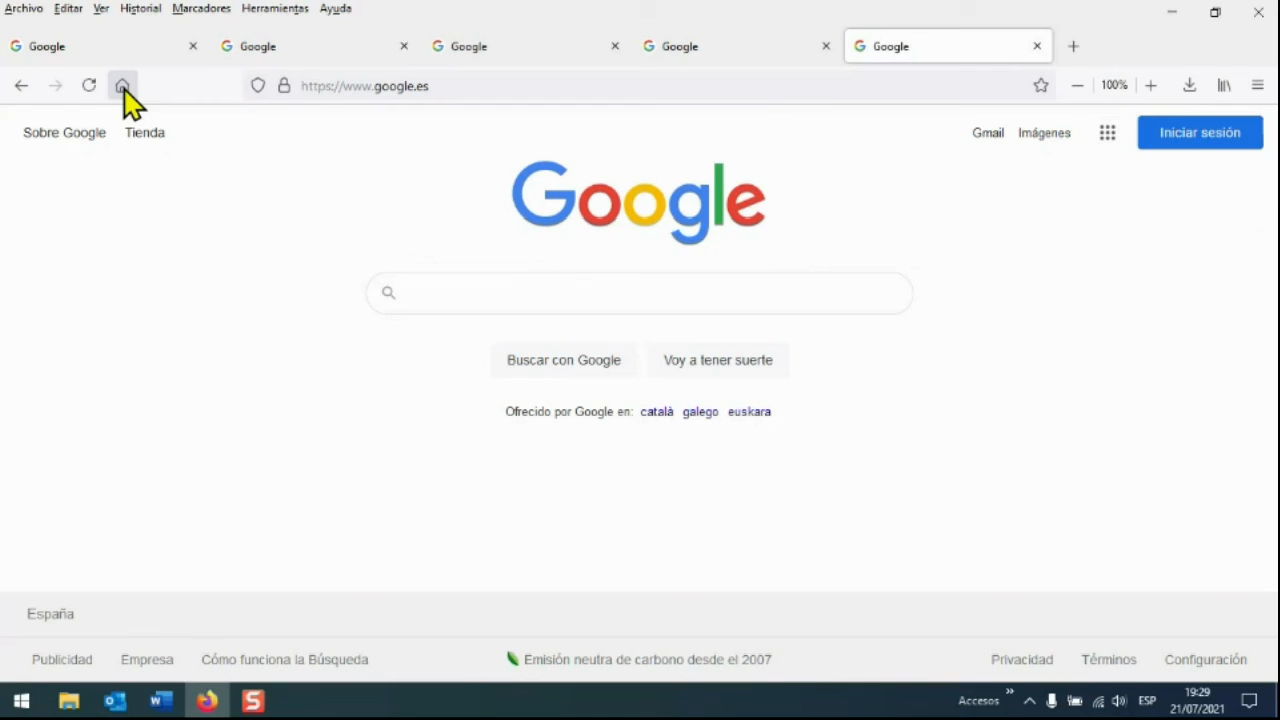 Archivo Editar Ver Historial Marcadores Herramientas Ayuda
Google Google Google Google Google
https://www.google.es 100%
Sobre Google Tienda Gmail Imágenes Iniciar sesión
Google
Buscar con Google Voy a tener suerte
Ofrecido por Google en: català galego euskara
España
Publicidad Empresa Cómo funciona la Búsqueda Emisión neutra de carbono desde el 2007 Privacidad Términos Configuración
Accesos ESP 19:29
21/07/2021